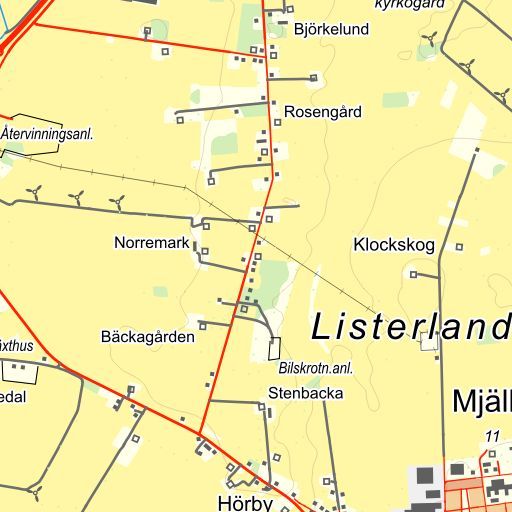 kyrkogård
Björkelund
Rosengård
Återvinningsanl.
Norremark
Klockskog
Listerland
Bäckagården
Bilskrotn.anl.
Stenbacka
Mjäll
11
Hörby